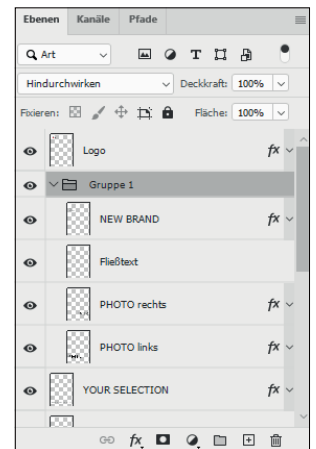 Ebenen Kanäle Pfade
Art T
Hindurchwirken Deckkraft: 100%
Fixieren: Fläche: 100%
Logo fx
Gruppe 1
NEW BRAND fx
Fließtext
PHOTO rechts fx
PHOTO links fx
YOUR SELECTION fx
fx